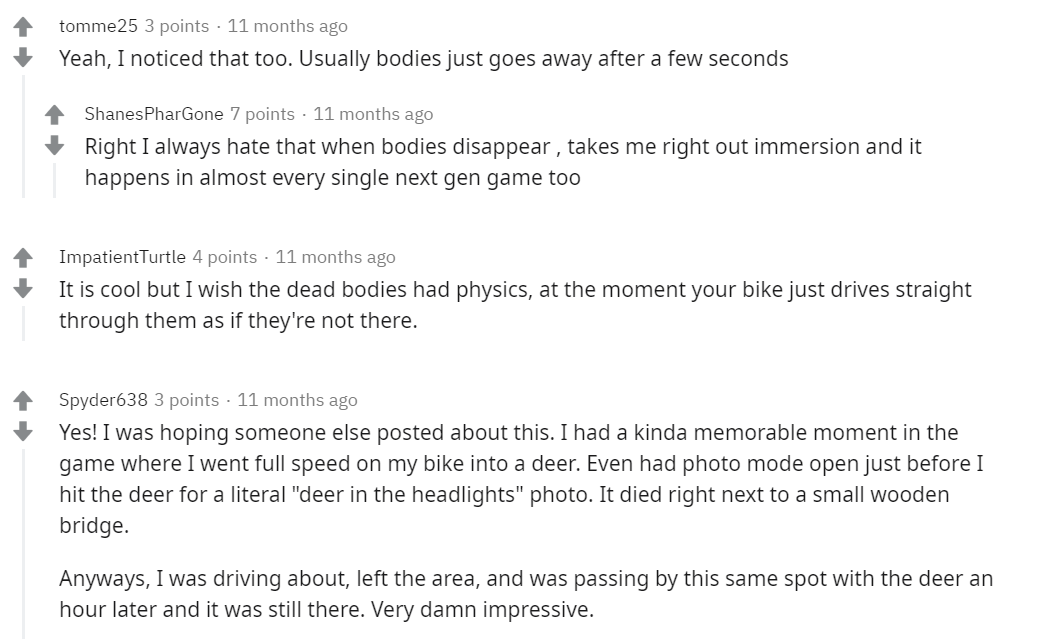 tomme25 3 points · 11 months ago
Yeah, I noticed that too. Usually bodies just goes away after a few seconds
ShanesPharGone 7 points · 11 months ago
Right I always hate that when bodies disappear , takes me right out immersion and it
happens in almost every single next gen game too
ImpatientTurtle 4 points · 11 months ago
It is cool but I wish the dead bodies had physics, at the moment your bike just drives straight
through them as if they're not there.
Spyder638 3 points · 11 months ago
Yes! I was hoping someone else posted about this. I had a kinda memorable moment in the
game where I went full speed on my bike into a deer. Even had photo mode open just before I
hit the deer for a literal "deer in the headlights" photo. It died right next to a small wooden
bridge.
Anyways, I was driving about, left the area, and was passing by this same spot with the deer an
hour later and it was still there. Very damn impressive.